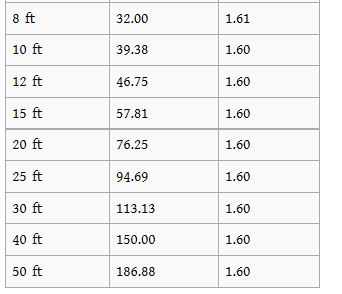 8 ft 32.00 1.61
10 ft 39.38 1.60
12 ft 46.75 1.60
15 ft 57.81 1.60
20 ft 76.25 1.60
25 ft 94.69 1.60
30 ft 113.13 1.60
40 ft 150.00 1.60
50 ft 186.88 1.60